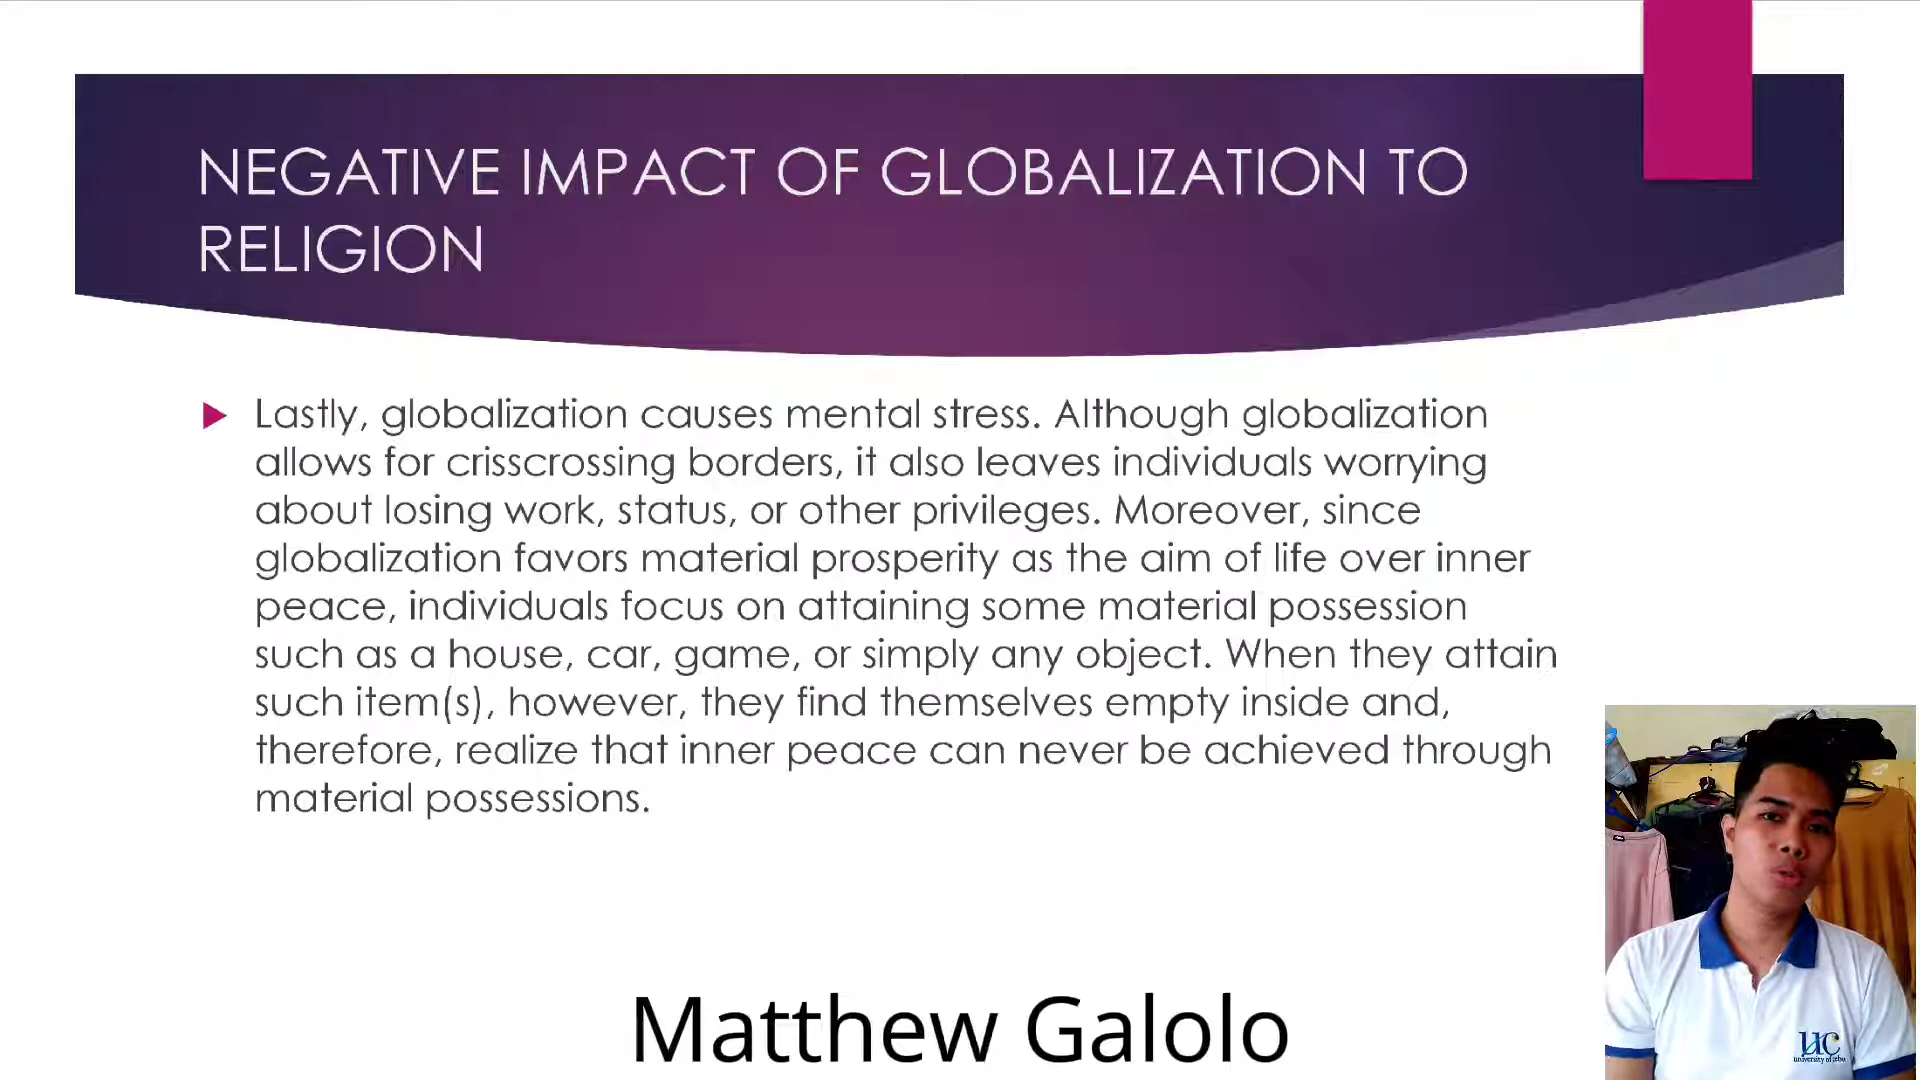 NEGATIVE IMPACT OF GLOBALIZATION TO
RELIGION
Lastly, globalization causes mental stress. Although globalization
allows for crisscrossing borders, it also leaves individuals worrying
about losing work, status, or other privileges. Moreover, since
globalization favors material prosperity as the aim of life over inner
peace, individuals focus on attaining some material possession
such as a house, car, game, or simply any object. When they attain
such item(s), however, they find themselves empty inside and,
therefore, realize that inner peace can never be achieved through
material possessions.
Matthew Galolo
uc
university of cebu